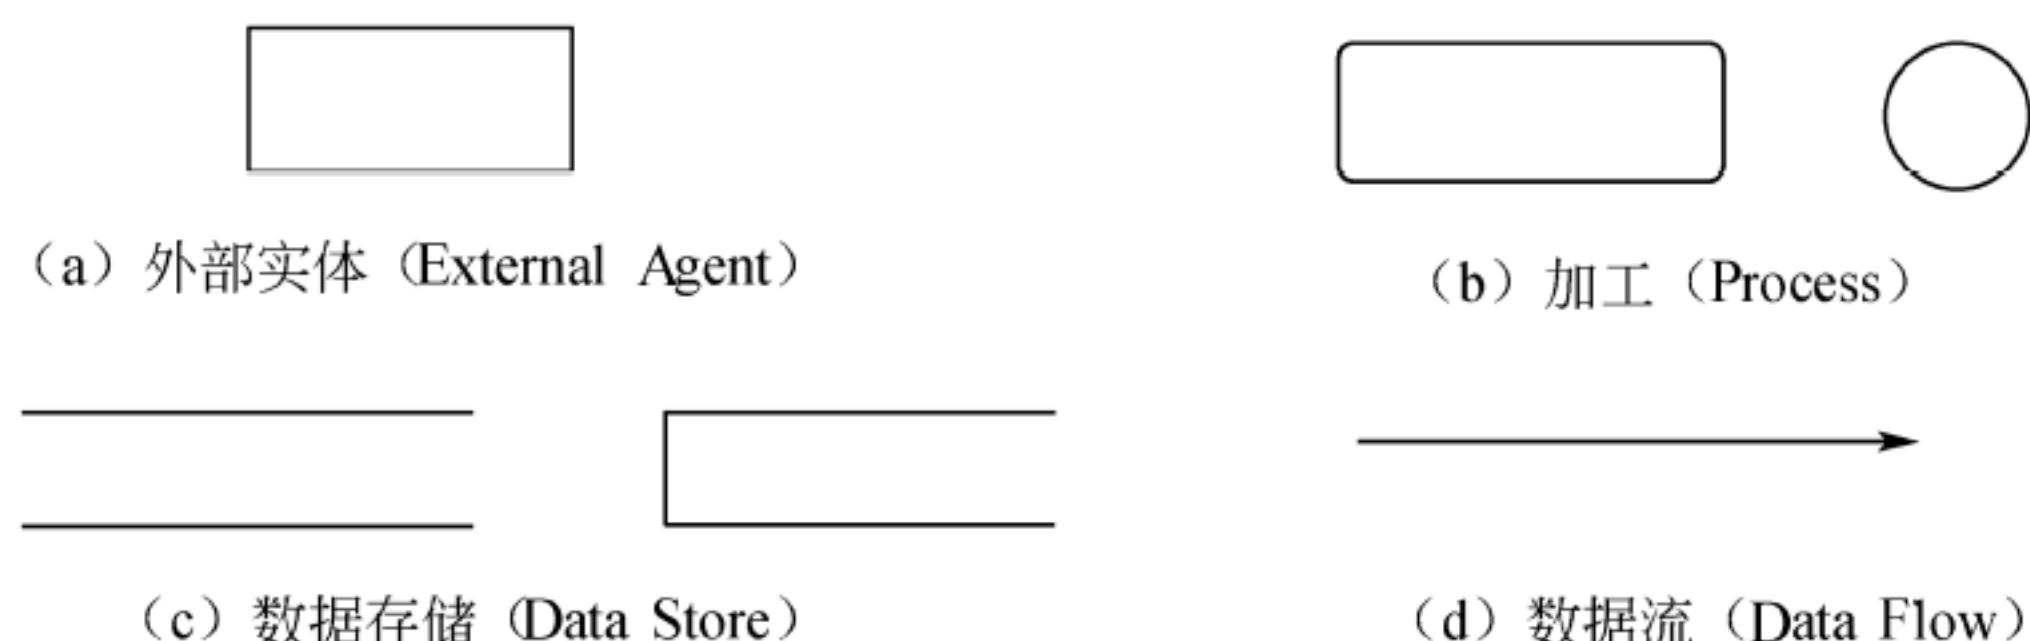 （a）外部实体（External Agent）
（b）加工（Process）
（c）数据存储（Data Store）
（d）数据流（Data Flow）